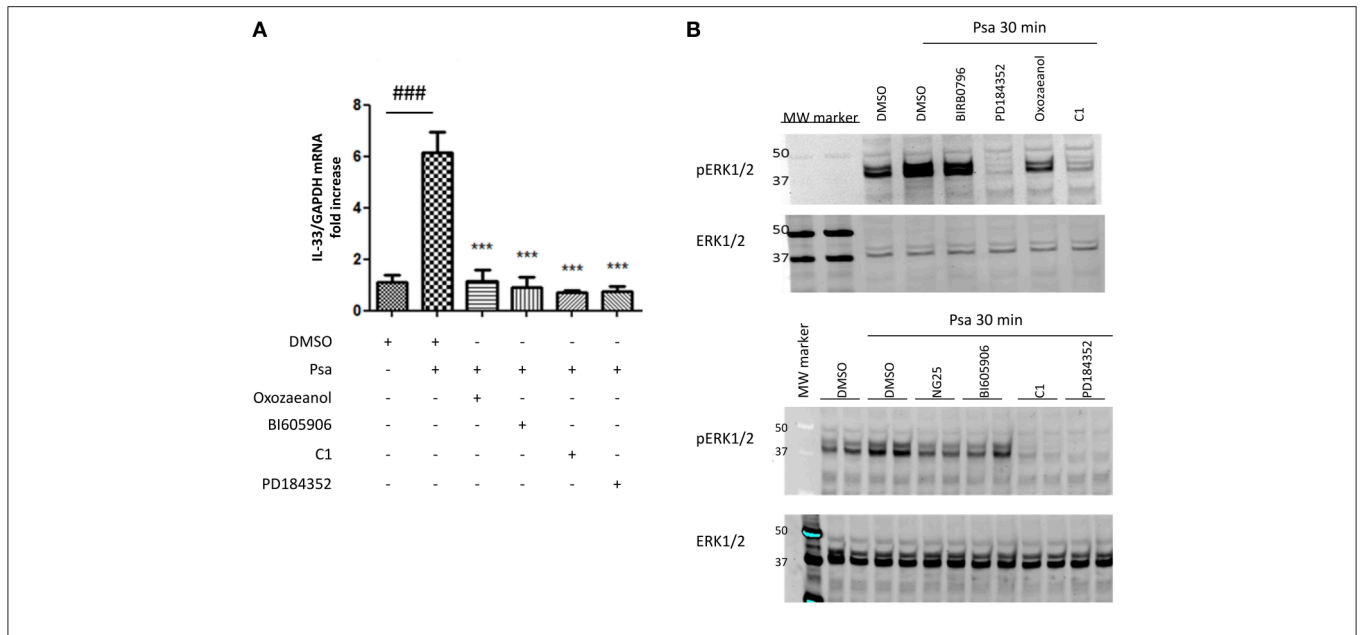 A
###
8
6
4
2
0
IL-33/GAPDH mRNA
fold increase
***
***
***
***
DMSO + + - - - -
Psa - + + + + +
Oxozaeanol - - + - - -
BI605906 - - - + - -
C1 - - - - + -
PD184352 - - - - - +
B
Psa 30 min
MW marker DMSO DMSO BIRB0796 PD184352 Oxozaeanol C1
pERK1/2 50 37
ERK1/2 50 37
Psa 30 min
MW marker DMSO DMSO NG25 BI605906 C1 PD184352
pERK1/2 50 37
ERK1/2 50 37